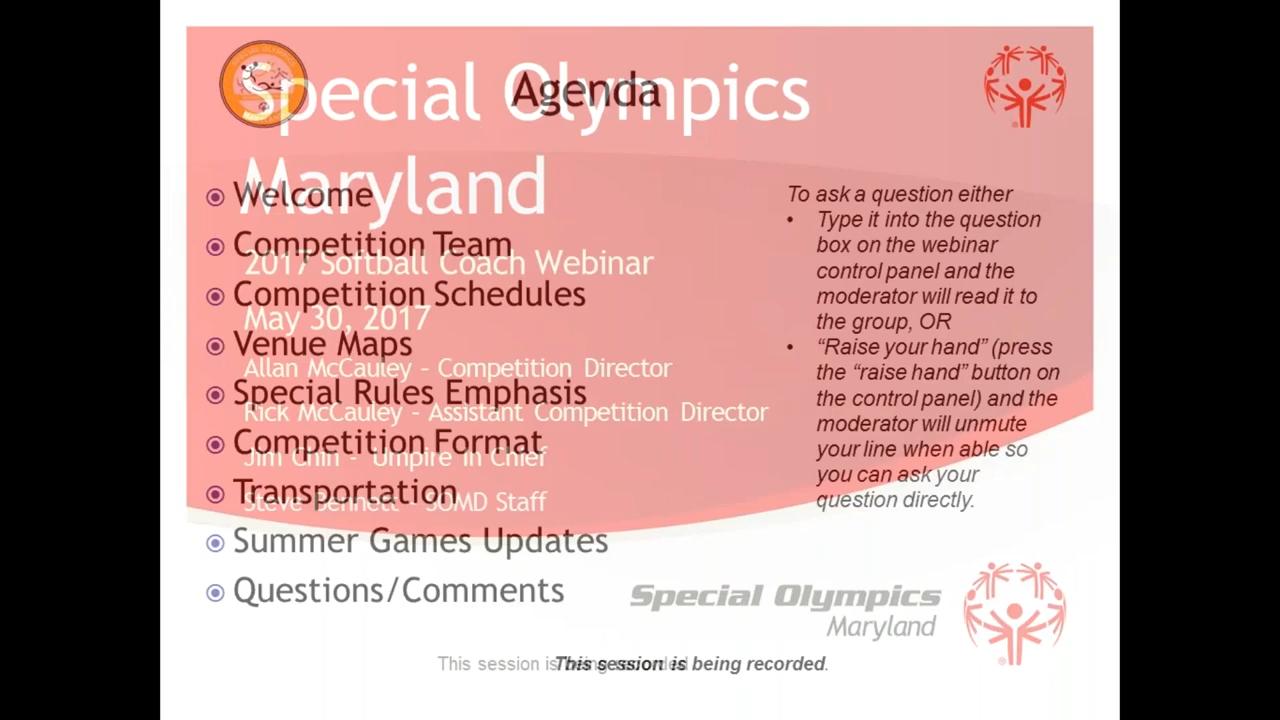 Special Olympics
Maryland
2017 Softball Coach Webinar
May 30, 2017
Allan McCauley – Competition Director
Rick McCauley – Assistant Competition Director
Jim Chin - Umpire in Chief
Steve Bennett – SOMD Staff
Agenda
Welcome
Competition Team
Competition Schedules
Venue Maps
Special Rules Emphasis
Competition Format
Transportation
Summer Games Updates
Questions/Comments
To ask a question either
• Type it into the question
box on the webinar
control panel and the
moderator will read it to
the group, OR
• “Raise your hand” (press
the “raise hand” button on
the control panel) and the
moderator will unmute
your line when able so
you can ask your
question directly.
Special Olympics
Maryland
This session is being recorded.
This session is being recorded.